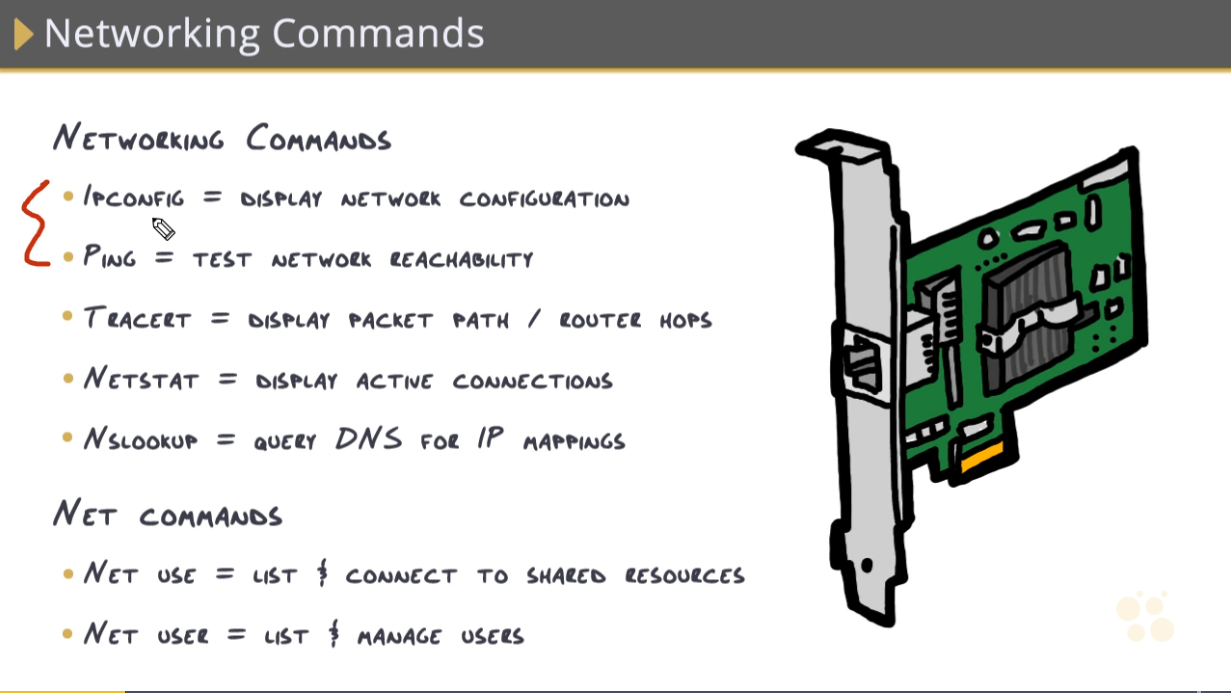 Networking Commands
Networking Commands
• Ipconfig = display network configuration
• Ping = test network reachability
• Tracert = display packet path / router hops
• Netstat = display active connections
• Nslookup = query DNS for IP mappings
Net commands
• Net use = list & connect to shared resources
• Net user = list & manage users